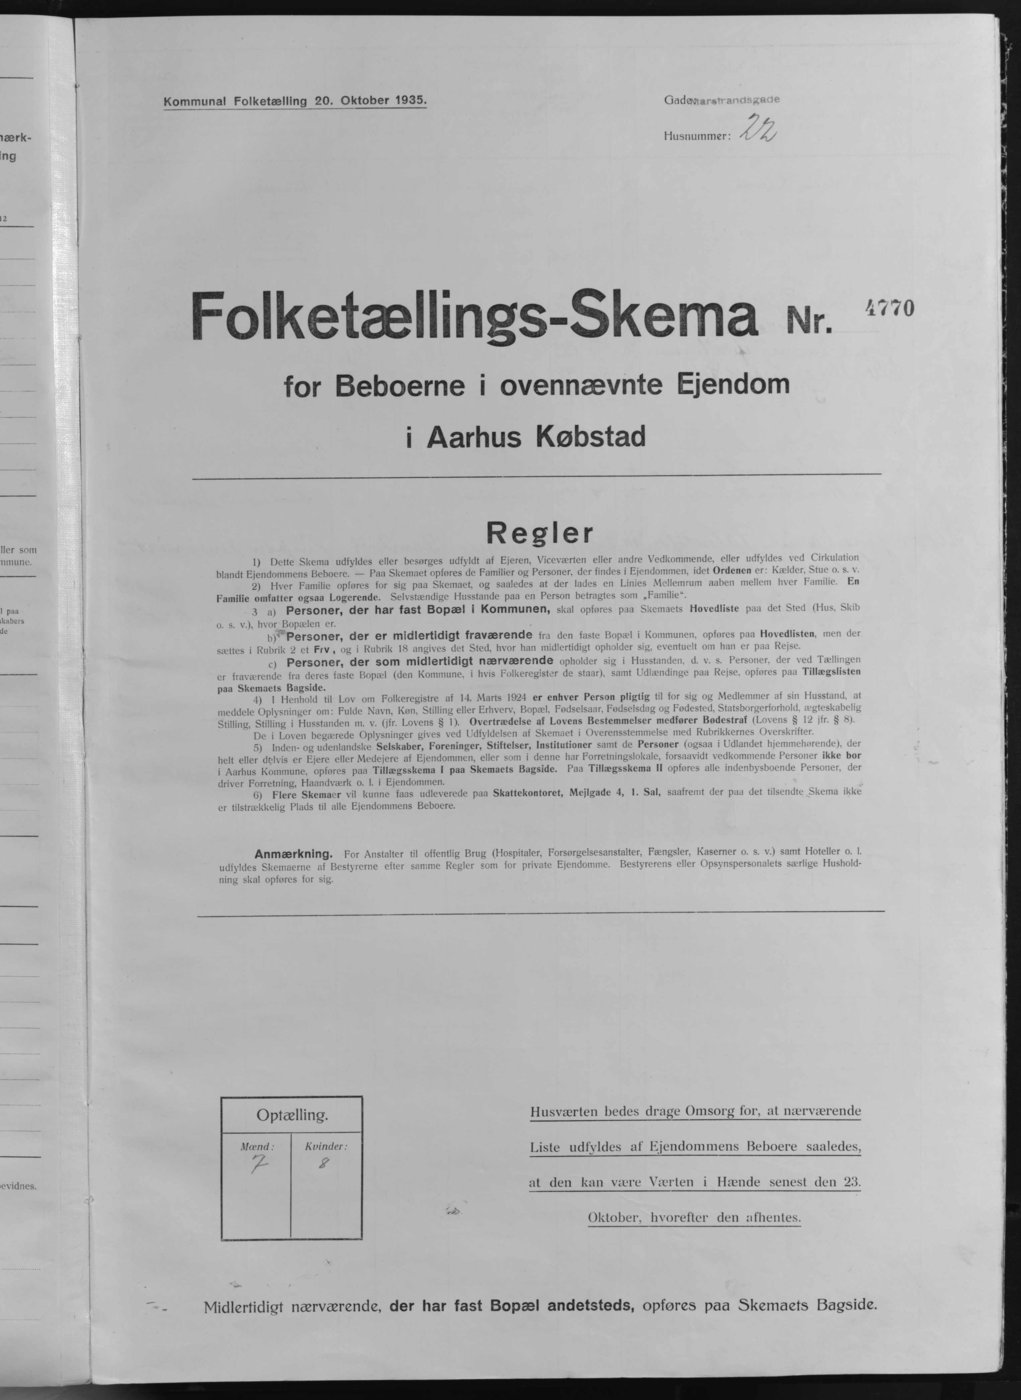 Kommunal Folketælling 20. Oktober 1935.
Gade: Marstrandsgade
Husnummer: 22
Folketællings-Skema Nr. 4770
for Beboerne i ovennævnte Ejendom
i Aarhus Købstad
Regler
1) Dette Skema udfyldes eller besørges udfyldt af Ejeren, Viceværten eller andre Vedkommende, eller udfyldes ved Cirkulation
blandt Ejendommens Beboere. — Paa Skemaet opføres de Familier og Personer, der findes i Ejendommen, idet Ordenen er: Kælder, Stue o. s. v.
2) Hver Familie opføres for sig paa Skemaet, og saaledes at der lades en Linies Mellemrum aaben mellem hver Familie. En
Familie omfatter ogsaa Logerende. Selvstændige Husstande paa en Person betragtes som „Familie“.
3 a) Personer, der har fast Bopæl i Kommunen, skal opføres paa Skemaets Hovedliste paa det Sted (Hus, Skib
o. s. v.), hvor Bopælen er.
b) Personer, der er midlertidigt fraværende fra den faste Bopæl i Kommunen, opføres paa Hovedlisten, men der
sættes i Rubrik 2 et Frv., og i Rubrik 18 angives det Sted, hvor han midlertidigt opholder sig, eventuelt om han er paa Rejse.
c) Personer, der som midlertidigt nærværende opholder sig i Husstanden, d. v. s. Personer, der ved Tællingen
er fraværende fra deres faste Bopæl (den Kommune, i hvis Folkeregister de staar), samt Udlændinge paa Rejse, opføres paa Tillægslisten
paa Skemaets Bagside.
4) I Henhold til Lov om Folkeregistre af 14. Marts 1924 er enhver Person pligtig til for sig og Medlemmer af sin Husstand, at
meddele Oplysninger om: Fulde Navn, Køn, Stilling eller Erhverv, Bopæl, Fødselsaar, Fødselsdag og Fødested, Statsborgerforhold, ægteskabelig
Stilling, Stilling i Husstanden m. v. (jfr. Lovens § 1). Overtrædelse af Lovens Bestemmelser medfører Bødestraf (Lovens § 12 jfr. § 8).
De i Loven begærede Oplysninger gives ved Udfyldelsen af Skemaet i Overensstemmelse med Rubrikkernes Overskrifter.
5) Inden- og udenlandske Selskaber, Foreninger, Stiftelser, Institutioner samt de Personer (ogsaa i Udlandet hjemmehørende), der
helt eller delvis er Ejere eller Medejere af Ejendommen, eller som i denne har Forretningslokale, forsaavidt vedkommende Personer ikke bor
i Aarhus Kommune, opføres paa Tillægsskema I paa Skemaets Bagside. Paa Tillægsskema II opføres alle indenbysboende Personer, der
driver Forretning, Haandværk o. l. i Ejendommen.
6) Flere Skemaer vil kunne faas udleverede paa Skattekontoret, Mejlgade 4, 1. Sal, saafremt der paa det tilsendte Skema ikke
er tilstrækkelig Plads til alle Ejendommens Beboere.
Anmærkning. For Anstalter til offentlig Brug (Hospitaler, Forsørgelsesanstalter, Fængsler, Kaserner o. s. v.) samt Hoteller o. l.
udfyldes Skemaerne af Bestyrerne efter samme Regler som for private Ejendomme. Bestyrerens eller Opsynspersonalets særlige Hushold-
ning skal opføres for sig.
Optælling.
Mænd: Kvinder:
7 8
Husværten bedes drage Omsorg for, at nærværende
Liste udfyldes af Ejendommens Beboere saaledes,
at den kan være Værten i Hænde senest den 23.
Oktober, hvorefter den afhentes.
Midlertidigt nærværende, der har fast Bopæl andetsteds, opføres paa Skemaets Bagside.